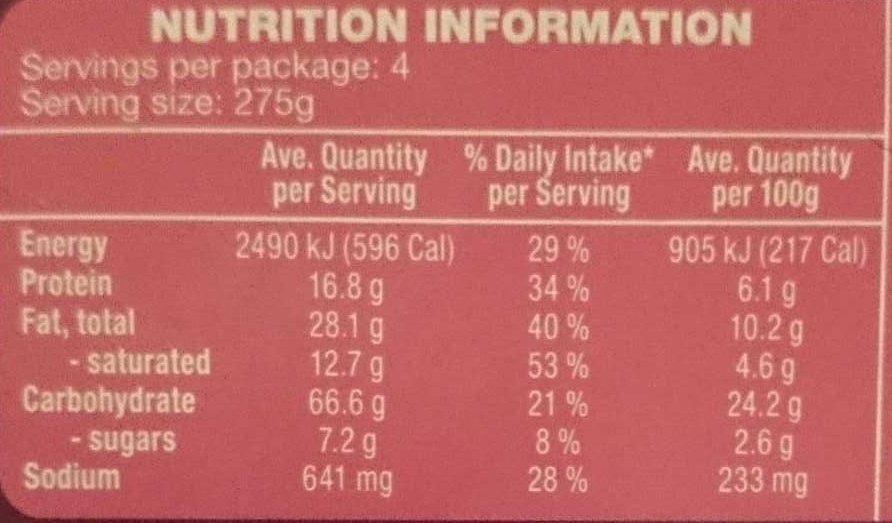 NUTRITION INFORMATION
Servings per package: 4
Serving size: 275g
Ave. Quantity per Serving % Daily Intake* per Serving Ave. Quantity per 100g
Energy 2490 kJ (596 Cal) 29 % 905 kJ (217 Cal)
Protein 16.8 g 34 % 6.1 g
Fat, total 28.1 g 40 % 10.2 g
- saturated 12.7 g 53 % 4.6 g
Carbohydrate 66.6 g 21 % 24.2 g
- sugars 7.2 g 8 % 2.6 g
Sodium 641 mg 28 % 233 mg